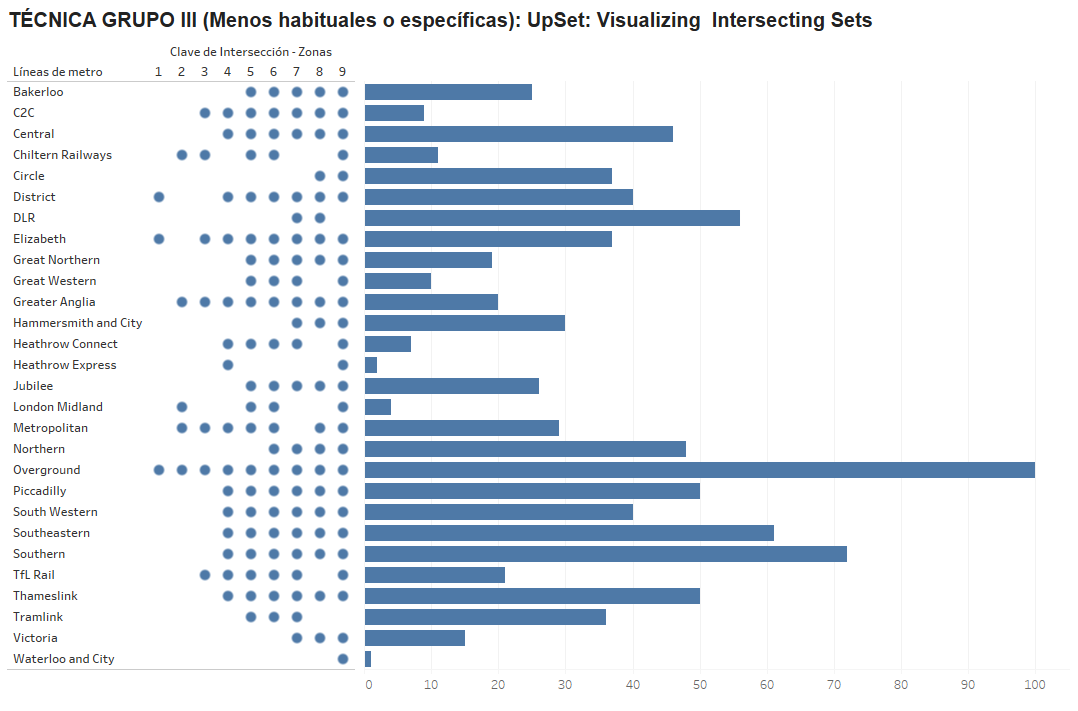 TÉCNICA GRUPO III (Menos habituales o específicas): UpSet: Visualizing  Intersecting Sets
Clave de Intersección - Zonas
Líneas de metro 1 2 3 4 5 6 7 8 9
Bakerloo
C2C
Central
Chiltern Railways
Circle
District
DLR
Elizabeth
Great Northern
Great Western
Greater Anglia
Hammersmith and City
Heathrow Connect
Heathrow Express
Jubilee
London Midland
Metropolitan
Northern
Overground
Piccadilly
South Western
Southeastern
Southern
TfL Rail
Thameslink
Tramlink
Victoria
Waterloo and City
0 10 20 30 40 50 60 70 80 90 100